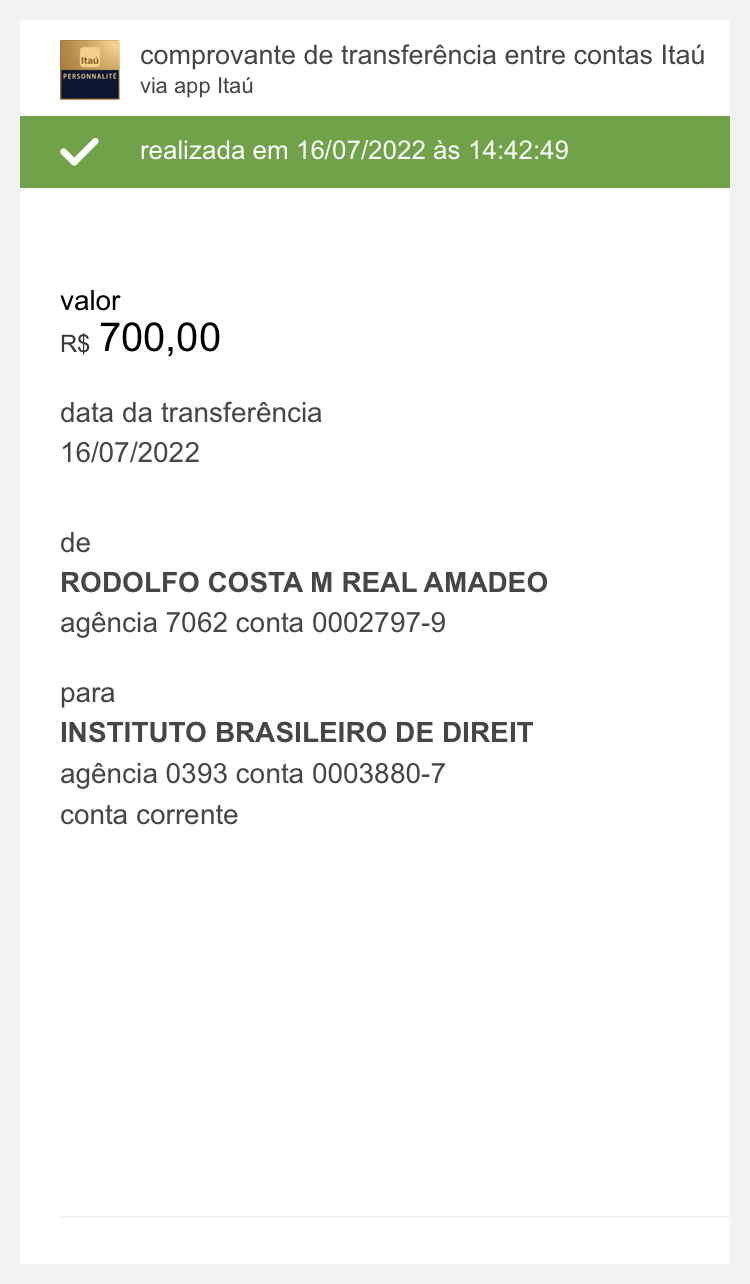 Itaú
PERSONNALITÉ
comprovante de transferência entre contas Itaú
via app Itaú
realizada em 16/07/2022 às 14:42:49
valor
R$ 700,00
data da transferência
16/07/2022
de
RODOLFO COSTA M REAL AMADEO
agência 7062 conta 0002797-9
para
INSTITUTO BRASILEIRO DE DIREIT
agência 0393 conta 0003880-7
conta corrente